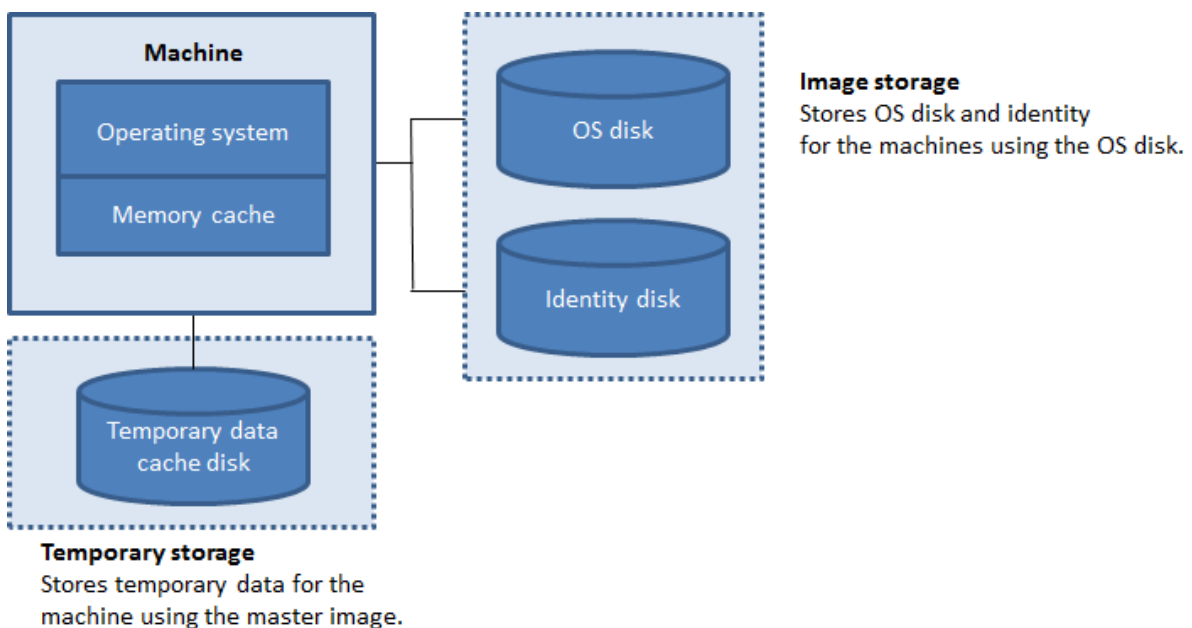 Machine
Operating system
Memory cache
OS disk
Identity disk
Image storage
Stores OS disk and identity
for the machines using the OS disk.
Temporary data
cache disk
Temporary storage
Stores temporary data for the
machine using the master image.